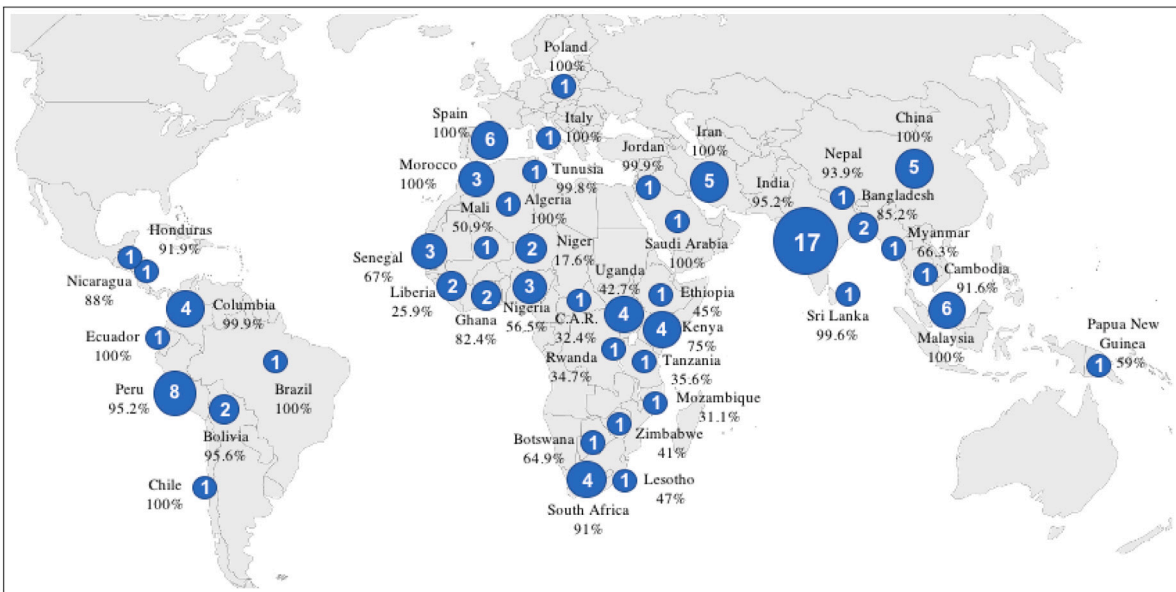 Poland
100%
1
Spain
100%
6
Italy
100%
1
Morocco
100%
3
Tunusia
99.8%
1
Algeria
100%
1
Jordan
99.9%
1
Iran
100%
5
Saudi Arabia
100%
1
China
100%
5
Nepal
93.9%
1
India
95.2%
17
Bangladesh
85.2%
2
Myanmar
66.3%
1
Cambodia
91.6%
1
Sri Lanka
99.6%
1
Malaysia
100%
6
Papua New
Guinea
59%
1
Honduras
91.9%
1
Nicaragua
88%
1
Columbia
99.9%
4
Ecuador
100%
1
Peru
95.2%
8
Brazil
100%
1
Bolivia
95.6%
2
Chile
100%
1
Mali
50.9%
1
Niger
17.6%
2
Senegal
67%
3
Liberia
25.9%
2
Ghana
82.4%
2
Nigeria
56.5%
3
C.A.R.
32.4%
1
Uganda
42.7%
4
Ethiopia
45%
1
Kenya
75%
4
Rwanda
34.7%
1
Tanzania
35.6%
1
Mozambique
31.1%
1
Zimbabwe
41%
1
Botswana
64.9%
1
South Africa
91%
4
Lesotho
47%
1